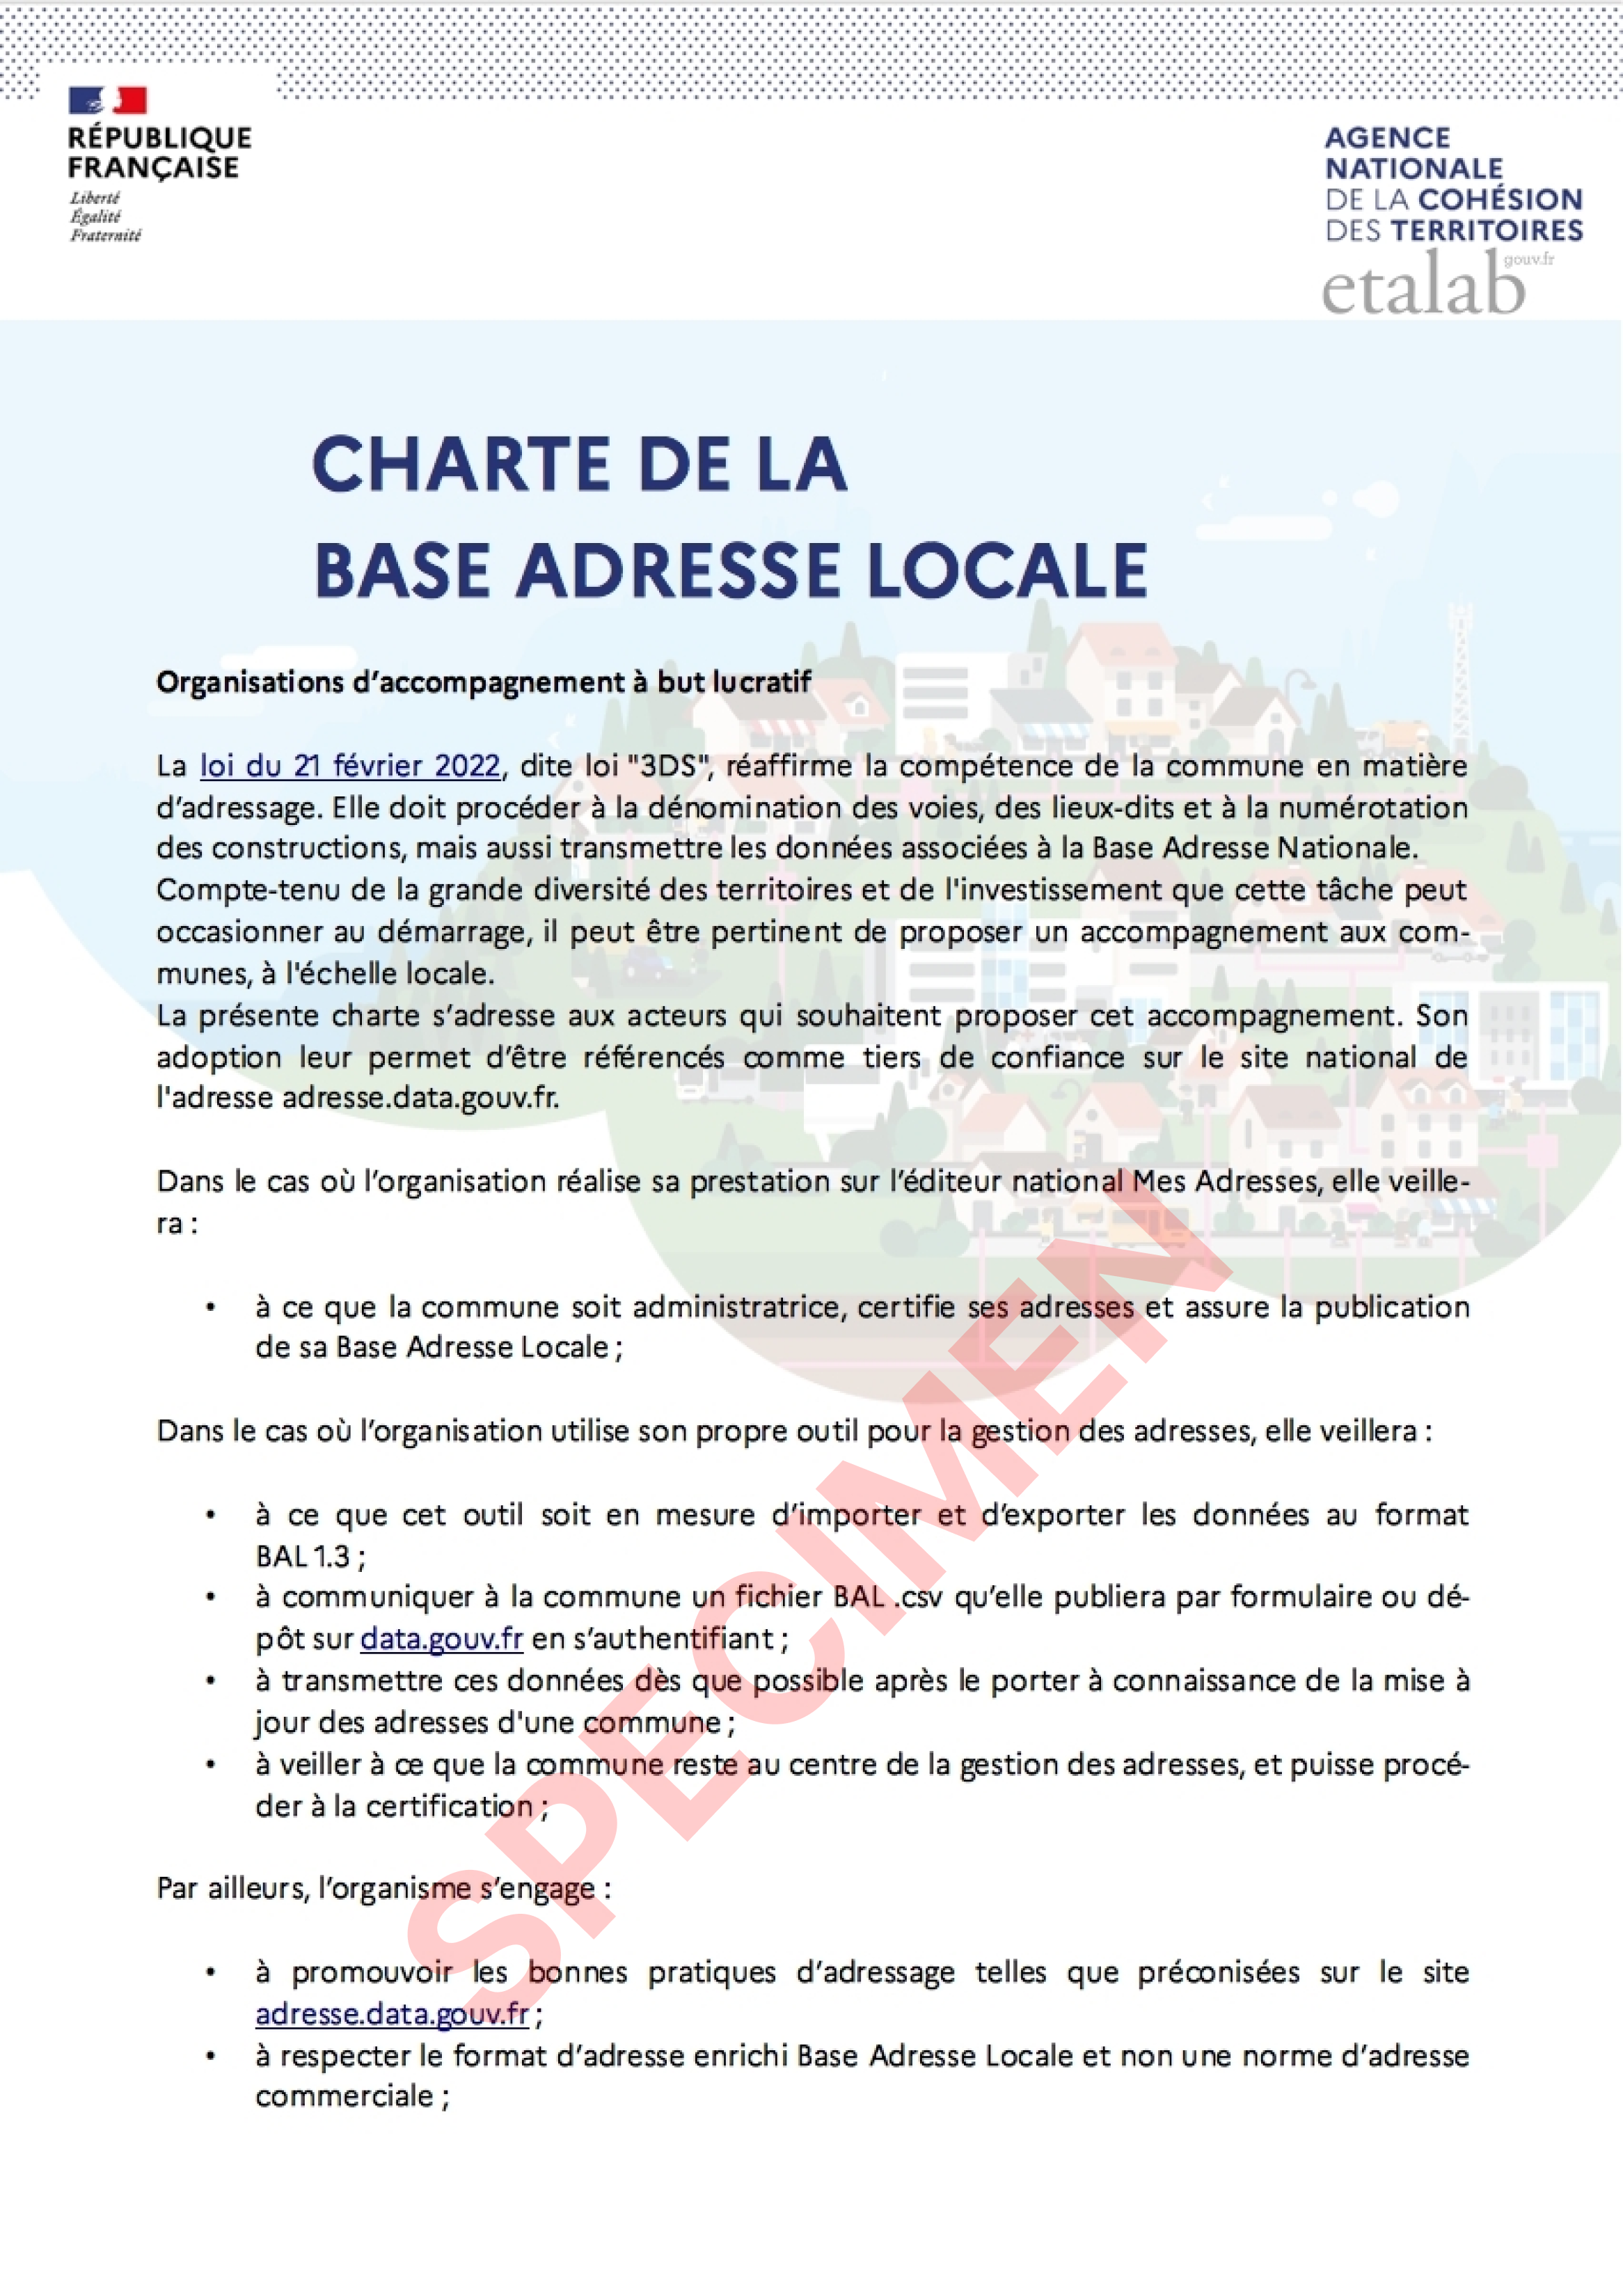 RÉPUBLIQUE
FRANÇAISE
Liberté
Égalité
Fraternité
AGENCE
NATIONALE
DE LA COHÉSION
DES TERRITOIRES
etalab gouv.fr
CHARTE DE LA
BASE ADRESSE LOCALE
Organisations d’accompagnement à but lucratif
La loi du 21 février 2022, dite loi "3DS", réaffirme la compétence de la commune en matière
d’adressage. Elle doit procéder à la dénomination des voies, des lieux-dits et à la numérotation
des constructions, mais aussi transmettre les données associées à la Base Adresse Nationale.
Compte-tenu de la grande diversité des territoires et de l'investissement que cette tâche peut
occasionner au démarrage, il peut être pertinent de proposer un accompagnement aux com-
munes, à l'échelle locale.
La présente charte s’adresse aux acteurs qui souhaitent proposer cet accompagnement. Son
adoption leur permet d’être référencés comme tiers de confiance sur le site national de
l'adresse adresse.data.gouv.fr.
Dans le cas où l’organisation réalise sa prestation sur l’éditeur national Mes Adresses, elle veille-
ra :
• à ce que la commune soit administratrice, certifie ses adresses et assure la publication
de sa Base Adresse Locale ;
Dans le cas où l’organisation utilise son propre outil pour la gestion des adresses, elle veillera :
• à ce que cet outil soit en mesure d’importer et d’exporter les données au format
BAL 1.3 ;
• à communiquer à la commune un fichier BAL .csv qu’elle publiera par formulaire ou dé-
pôt sur data.gouv.fr en s’authentifiant ;
• à transmettre ces données dès que possible après le porter à connaissance de la mise à
jour des adresses d'une commune ;
• à veiller à ce que la commune reste au centre de la gestion des adresses, et puisse procé-
der à la certification ;
Par ailleurs, l’organisme s’engage :
• à promouvoir les bonnes pratiques d’adressage telles que préconisées sur le site
adresse.data.gouv.fr ;
• à respecter le format d’adresse enrichi Base Adresse Locale et non une norme d’adresse
commerciale ;
SPECIMEN